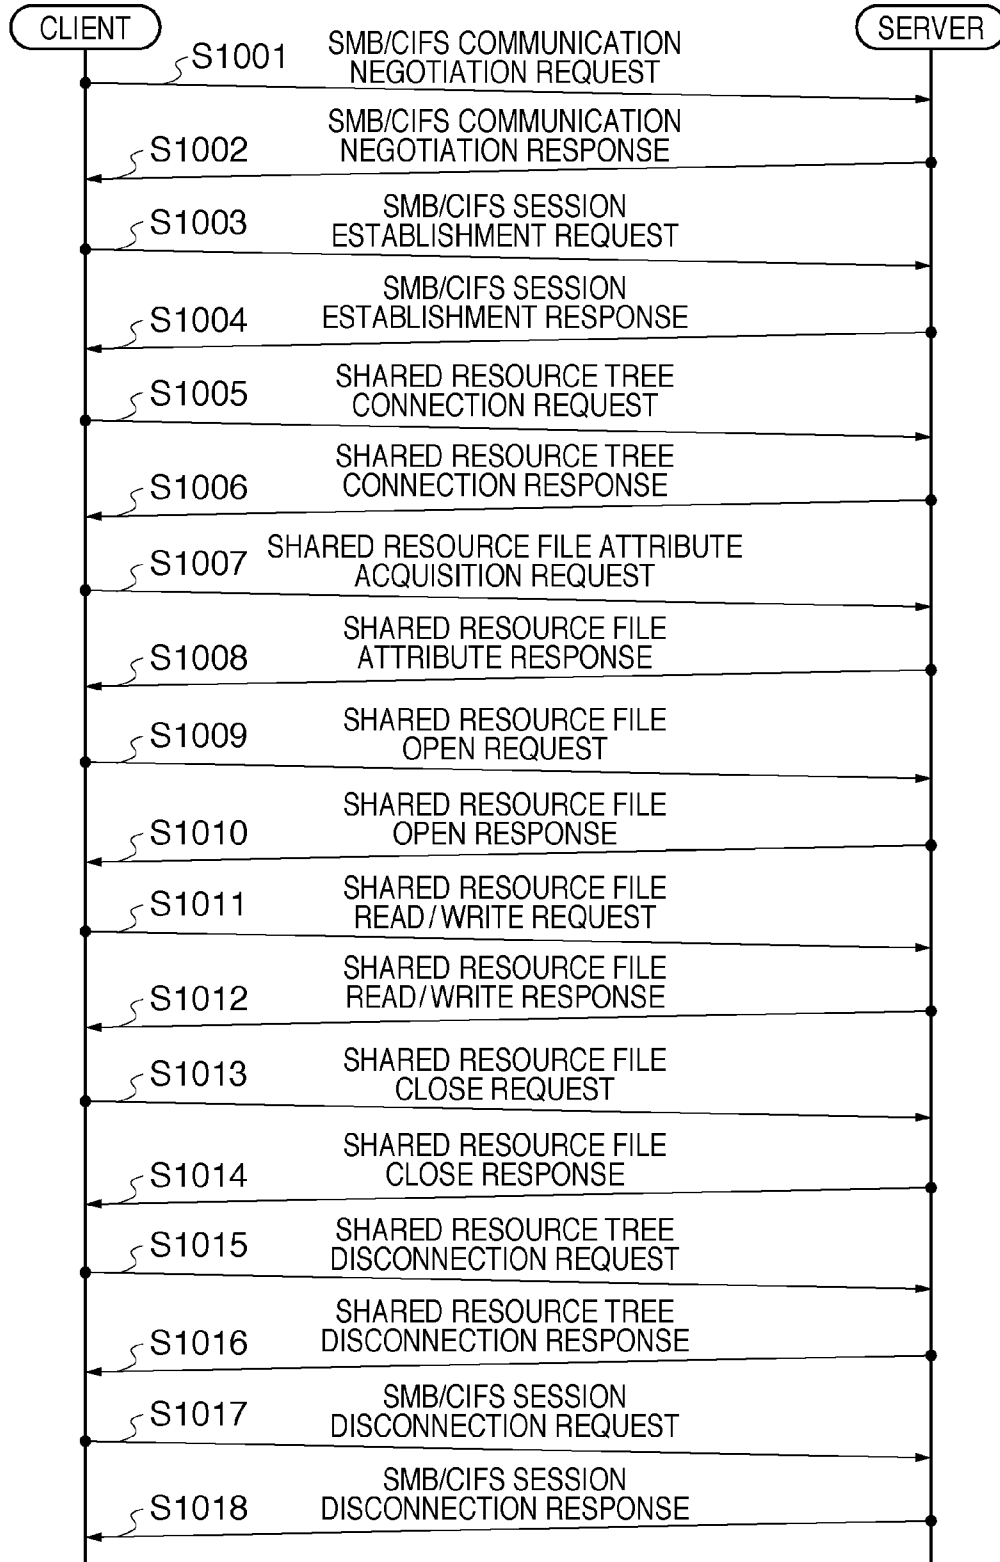 CLIENT
SERVER
S1001
SMB/CIFS COMMUNICATION
NEGOTIATION REQUEST
S1002
SMB/CIFS COMMUNICATION
NEGOTIATION RESPONSE
S1003
SMB/CIFS SESSION
ESTABLISHMENT REQUEST
S1004
SMB/CIFS SESSION
ESTABLISHMENT RESPONSE
S1005
SHARED RESOURCE TREE
CONNECTION REQUEST
S1006
SHARED RESOURCE TREE
CONNECTION RESPONSE
S1007
SHARED RESOURCE FILE ATTRIBUTE
ACQUISITION REQUEST
S1008
SHARED RESOURCE FILE
ATTRIBUTE RESPONSE
S1009
SHARED RESOURCE FILE
OPEN REQUEST
S1010
SHARED RESOURCE FILE
OPEN RESPONSE
S1011
SHARED RESOURCE FILE
READ/WRITE REQUEST
S1012
SHARED RESOURCE FILE
READ/WRITE RESPONSE
S1013
SHARED RESOURCE FILE
CLOSE REQUEST
S1014
SHARED RESOURCE FILE
CLOSE RESPONSE
S1015
SHARED RESOURCE TREE
DISCONNECTION REQUEST
S1016
SHARED RESOURCE TREE
DISCONNECTION RESPONSE
S1017
SMB/CIFS SESSION
DISCONNECTION REQUEST
S1018
SMB/CIFS SESSION
DISCONNECTION RESPONSE